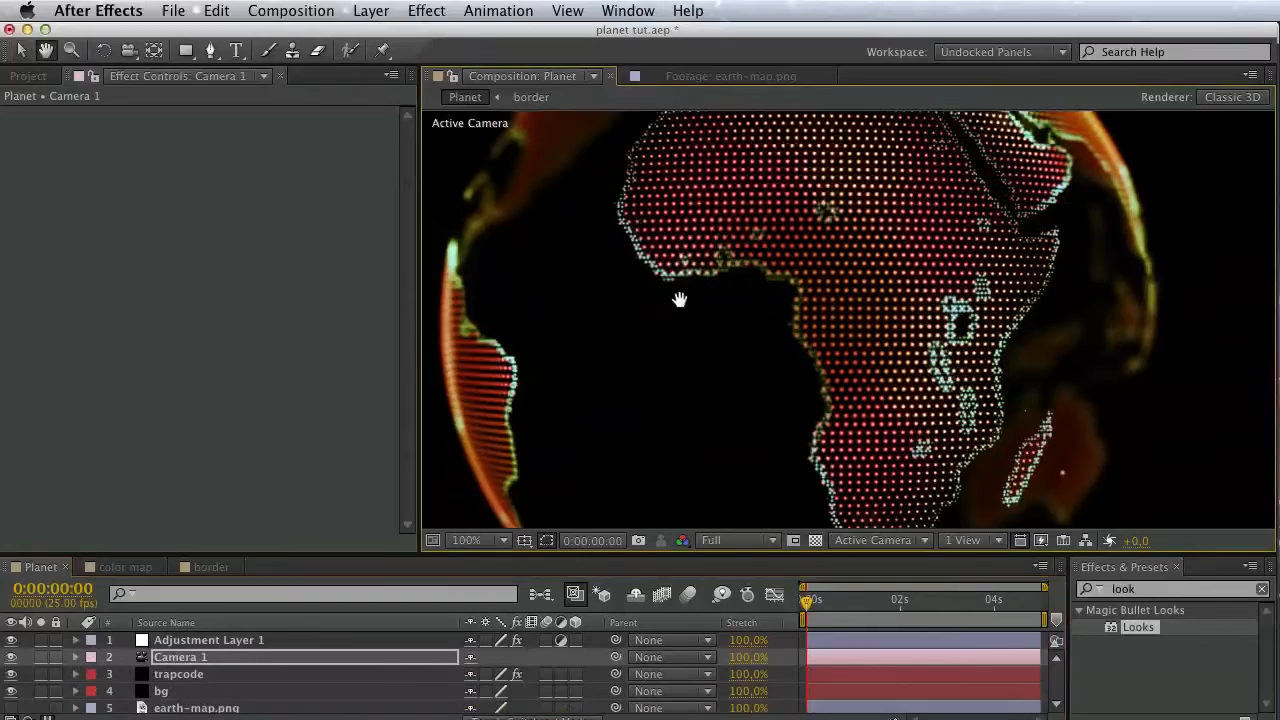 After Effects File Edit Composition Layer Effect Animation View Window Help
planet tut.aep *
Workspace: Undocked Panels Search Help
Project Effect Controls: Camera 1 Composition: Planet Footage: earth-map.png
Planet • Camera 1 Planet border Renderer: Classic 3D
Active Camera
100% 0:00:00:00 Full Active Camera 1 View +0,0
Planet color map border Effects & Presets
0:00:00:00 look
00000 (25.00 fps) 0s 02s 04s Magic Bullet Looks
# Source Name Parent Stretch 32 Looks
1 Adjustment Layer 1 fx None 100,0%
2 Camera 1 None 100,0%
3 trapcode fx None 100,0%
4 bg None 100,0%
5 earth-map.png None 100,0%